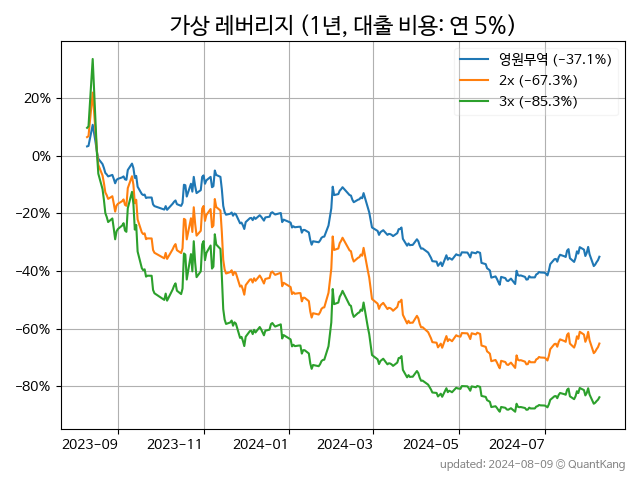 가상 레버리지 (1년, 대출 비용: 연 5%)
영원무역 (−37.1%)
2x (−67.3%)
3x (−85.3%)
20%
0%
−20%
−40%
−60%
−80%
2023-09
2023-11
2024-01
2024-03
2024-05
2024-07
updated: 2024-08-09 © QuantKang